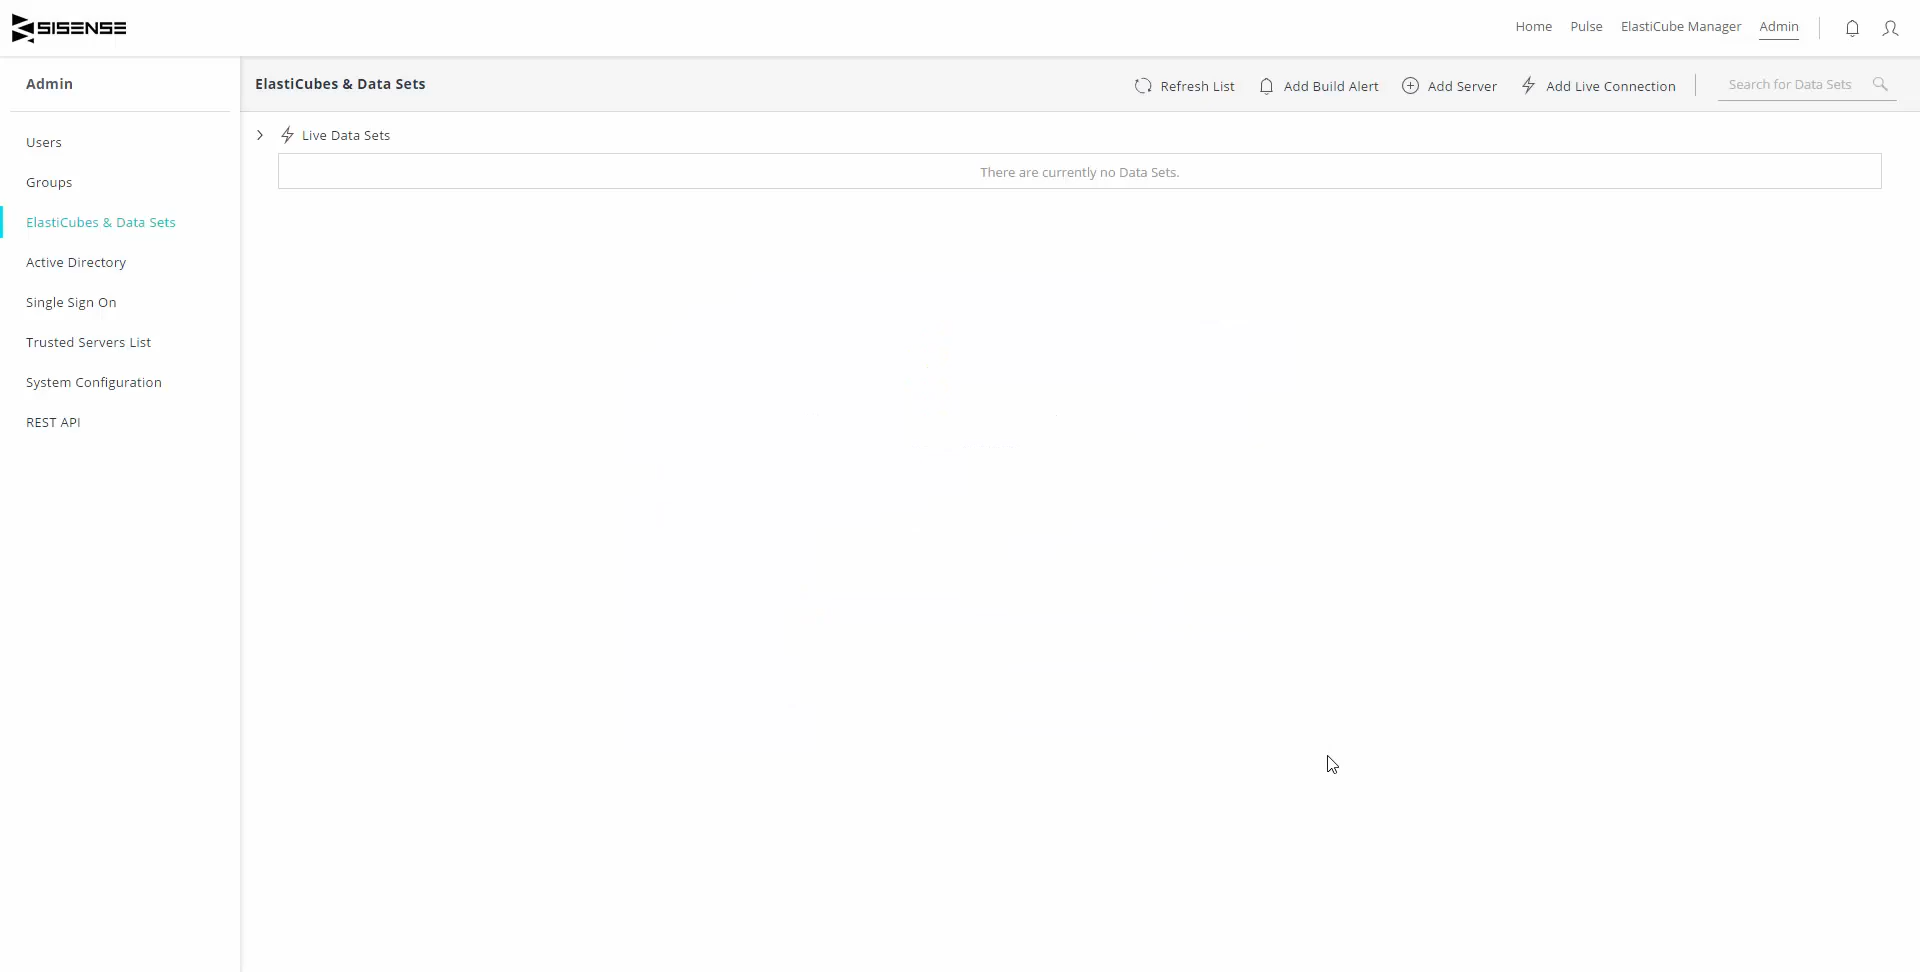 SISENSE
Home Pulse ElastiCube Manager Admin
Admin
ElastiCubes & Data Sets
Refresh List Add Build Alert Add Server Add Live Connection Search for Data Sets
Live Data Sets
There are currently no Data Sets.
Users
Groups
ElastiCubes & Data Sets
Active Directory
Single Sign On
Trusted Servers List
System Configuration
REST API